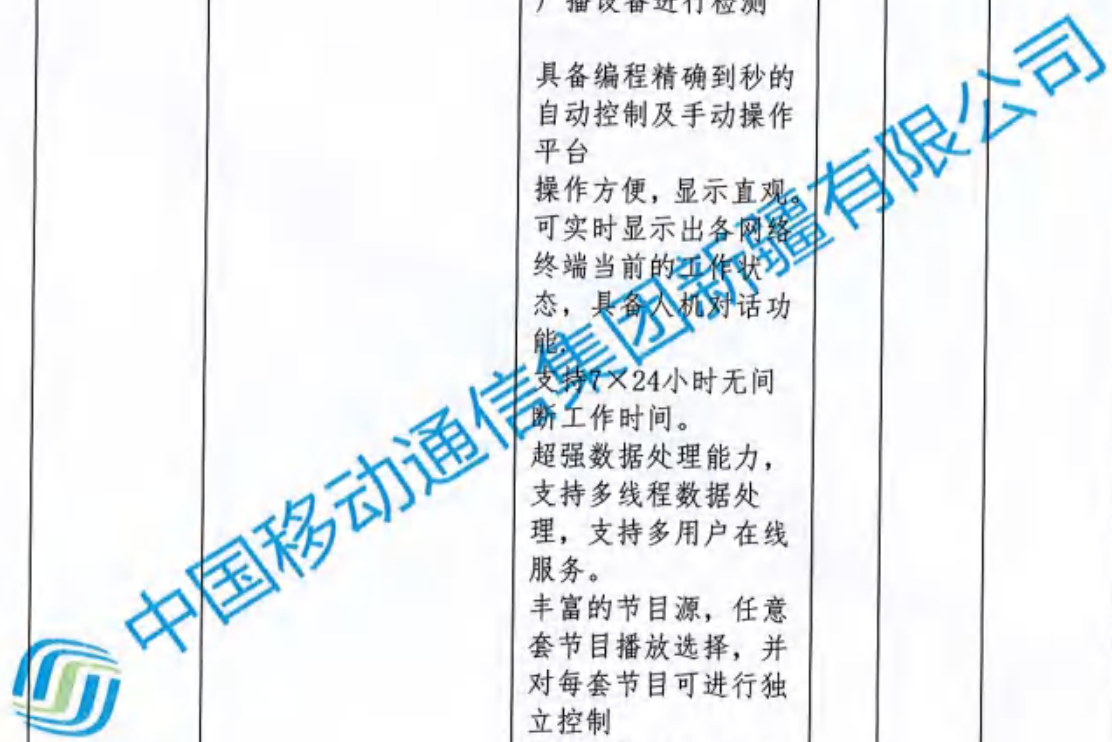 广播设备进行检测
具备编程精确到秒的
自动控制及手动操作
平台
操作方便，显示直观。
可实时显示出各网络
终端当前的工作状
态，具备人机对话功
能，
支持7×24小时无间
断工作时间。
超强数据处理能力，
支持多线程数据处
理，支持多用户在线
服务。
丰富的节目源，任意
套节目播放选择，并
对每套节目可进行独
立控制
中国移动通信集团新疆有限公司